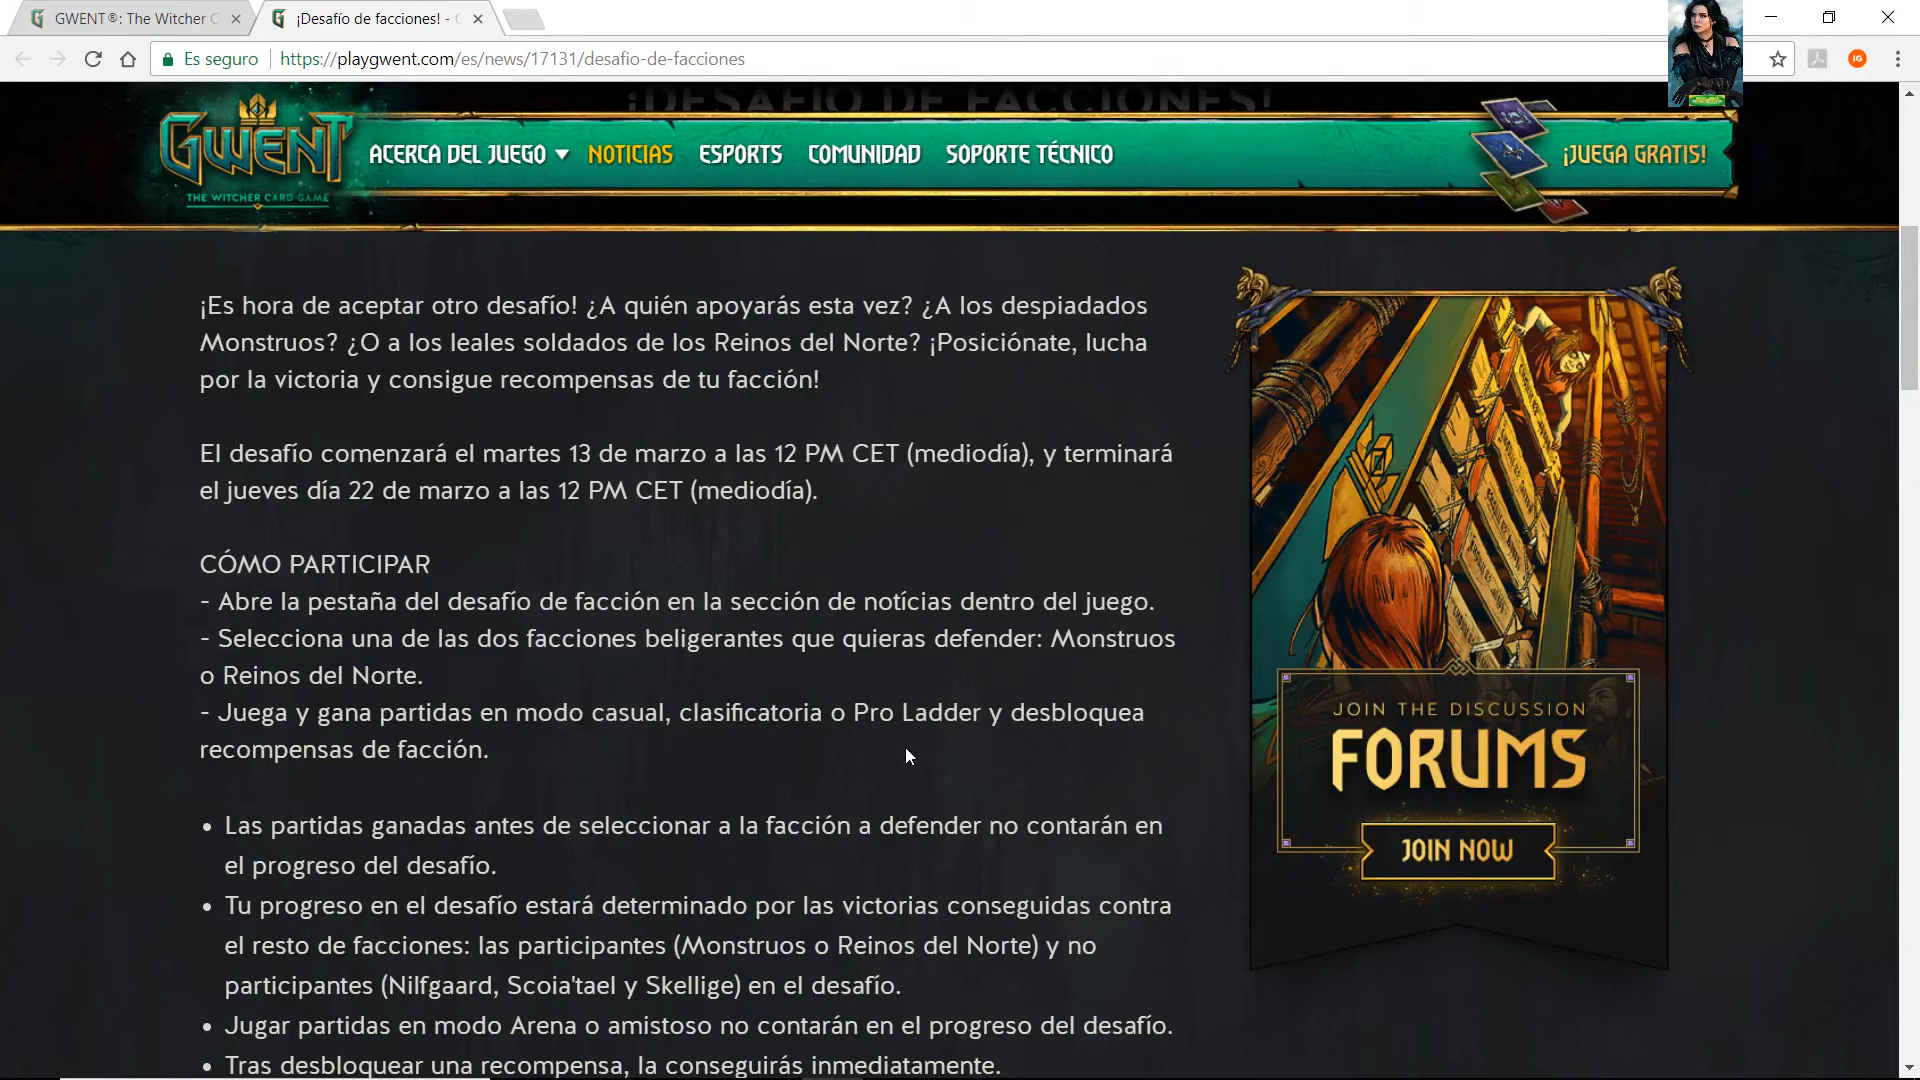 GWENT®: The Witcher C
¡Desafío de facciones! - C
Es seguro
https://playgwent.com/es/news/17131/desafio-de-facciones
IG
¡DESAFÍO DE FACCIONES!
GWENT
THE WITCHER CARD GAME
ACERCA DEL JUEGO
NOTICIAS
ESPORTS
COMUNIDAD
SOPORTE TÉCNICO
¡JUEGA GRATIS!
¡Es hora de aceptar otro desafío! ¿A quién apoyarás esta vez? ¿A los despiadados
Monstruos? ¿O a los leales soldados de los Reinos del Norte? ¡Posiciónate, lucha
por la victoria y consigue recompensas de tu facción!
El desafío comenzará el martes 13 de marzo a las 12 PM CET (mediodía), y terminará
el jueves día 22 de marzo a las 12 PM CET (mediodía).
CÓMO PARTICIPAR
- Abre la pestaña del desafío de facción en la sección de notícias dentro del juego.
- Selecciona una de las dos facciones beligerantes que quieras defender: Monstruos
o Reinos del Norte.
- Juega y gana partidas en modo casual, clasificatoria o Pro Ladder y desbloquea
recompensas de facción.
• Las partidas ganadas antes de seleccionar a la facción a defender no contarán en
el progreso del desafío.
• Tu progreso en el desafío estará determinado por las victorias conseguidas contra
el resto de facciones: las participantes (Monstruos o Reinos del Norte) y no
participantes (Nilfgaard, Scoia'tael y Skellige) en el desafío.
• Jugar partidas en modo Arena o amistoso no contarán en el progreso del desafío.
• Tras desbloquear una recompensa, la conseguirás inmediatamente.
JOIN THE DISCUSSION
FORUMS
JOIN NOW